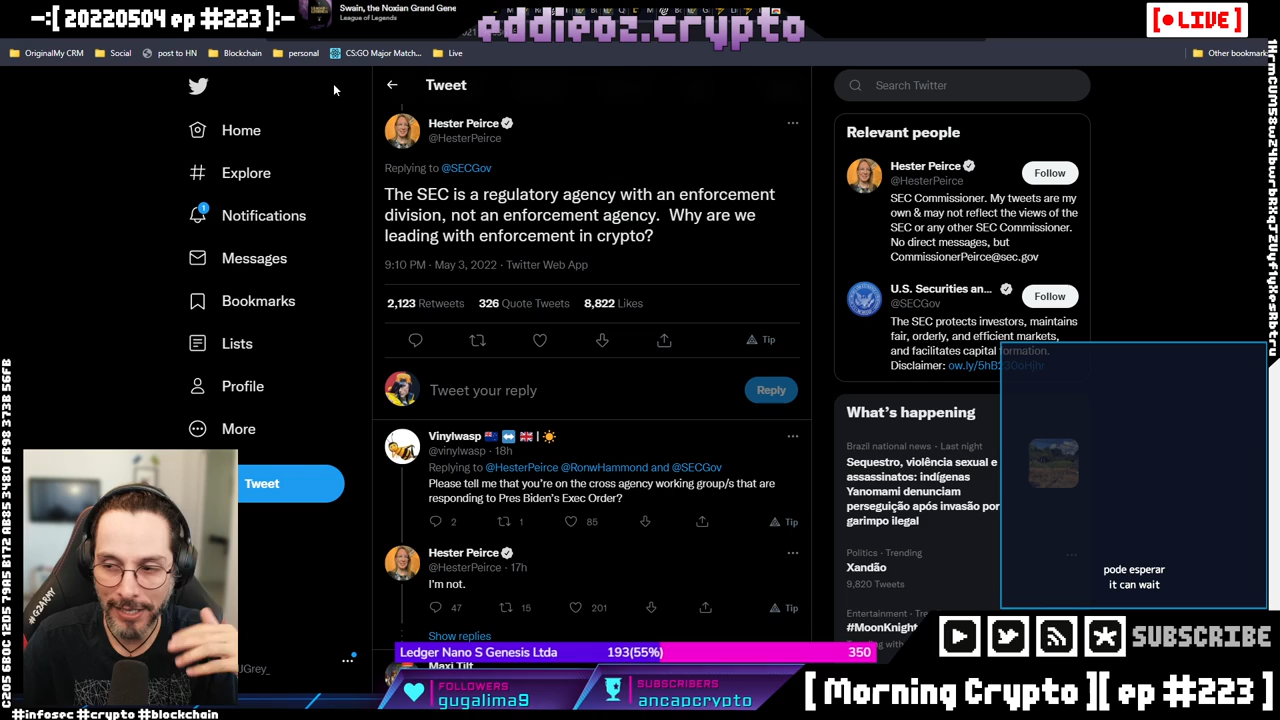 -:[ 20220504 ep #223 ]:-
Swain, the Noxian Grand Gene
League of Legends
eddieoz.crypto
[ LIVE ]
OriginalMy CRM
Social
post to HN
Blockchain
personal
CS:GO Major Match...
Live
Other bookmark
Home
Explore
1
Notifications
Messages
Bookmarks
Lists
Profile
More
Tweet
JGrey_
Tweet
Hester Peirce
@HesterPeirce
Replying to @SECGov
The SEC is a regulatory agency with an enforcement
division, not an enforcement agency. Why are we
leading with enforcement in crypto?
9:10 PM · May 3, 2022 · Twitter Web App
2,123 Retweets 326 Quote Tweets 8,822 Likes
Tip
Tweet your reply
Reply
Vinylwasp
@vinylwasp · 18h
Replying to @HesterPeirce @RonwHammond and @SECGov
Please tell me that you're on the cross agency working group/s that are
responding to Pres Biden's Exec Order?
2 1 85 Tip
Hester Peirce
@HesterPeirce · 17h
I'm not.
47 15 201 Tip
Show replies
Maxi Tilt
Search Twitter
Relevant people
Hester Peirce
@HesterPeirce
Follow
SEC Commissioner. My tweets are my
own & may not reflect the views of the
SEC or any other SEC Commissioner.
No direct messages, but
CommissionerPeirce@sec.gov
U.S. Securities an...
@SECGov
Follow
The SEC protects investors, maintains
fair, orderly, and efficient markets,
and facilitates capital formation.
Disclaimer:
What's happening
Brazil national news · Last night
Sequestro, violência sexual e
assassinatos: indígenas
Yanomami denunciam
perseguição após invasão por
garimpo ilegal
Politics · Trending
Xandão
9,820 Tweets
Entertainment
#MoonKnight
Trending with
pode esperar
it can wait
#G2ARMY
Ledger Nano S Genesis Ltda 193(55%) 350
FOLLOWERS
gugalima9
SUBSCRIBERS
ancapcrypto
SUBSCRIBE
[ Morning Crypto ][ ep #223 ]
#infosec #crypto #blockchain